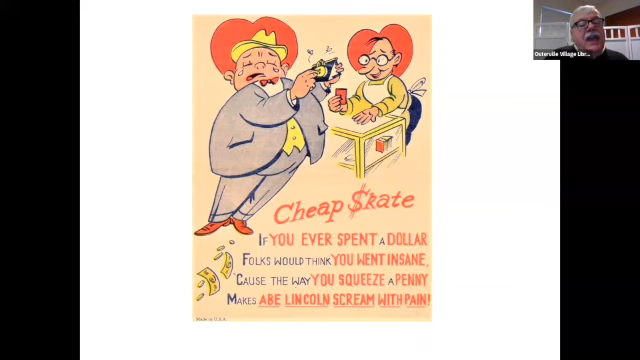 Osterville Village Libr...
Cheap $kate
IF YOU EVER SPENT A DOLLAR
FOLKS WOULD THINK YOU WENT INSANE,
'CAUSE THE WAY YOU SQUEEZE A PENNY
MAKES ABE LINCOLN SCREAM WITH PAIN!
Made in U.S.A.